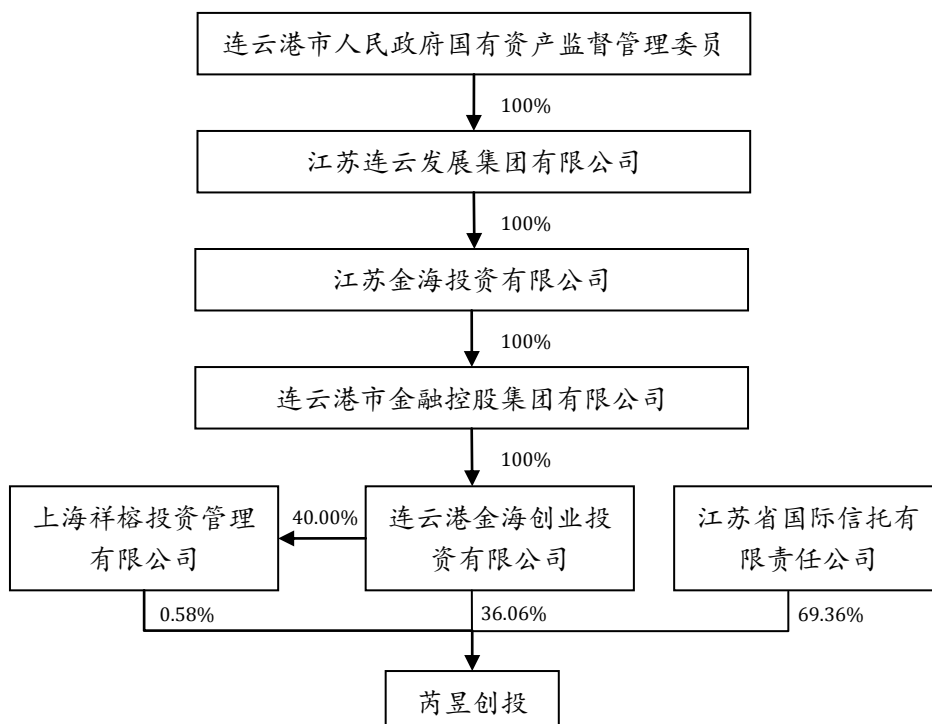 连云港市人民政府国有资产监督管理委员
100%
江苏连云发展集团有限公司
100%
江苏金海投资有限公司
100%
连云港市金融控股集团有限公司
100%
上海祥榕投资管理
有限公司
40.00%
连云港金海创业投
资有限公司
江苏省国际信托有
限责任公司
0.58%
36.06%
69.36%
芮昱创投